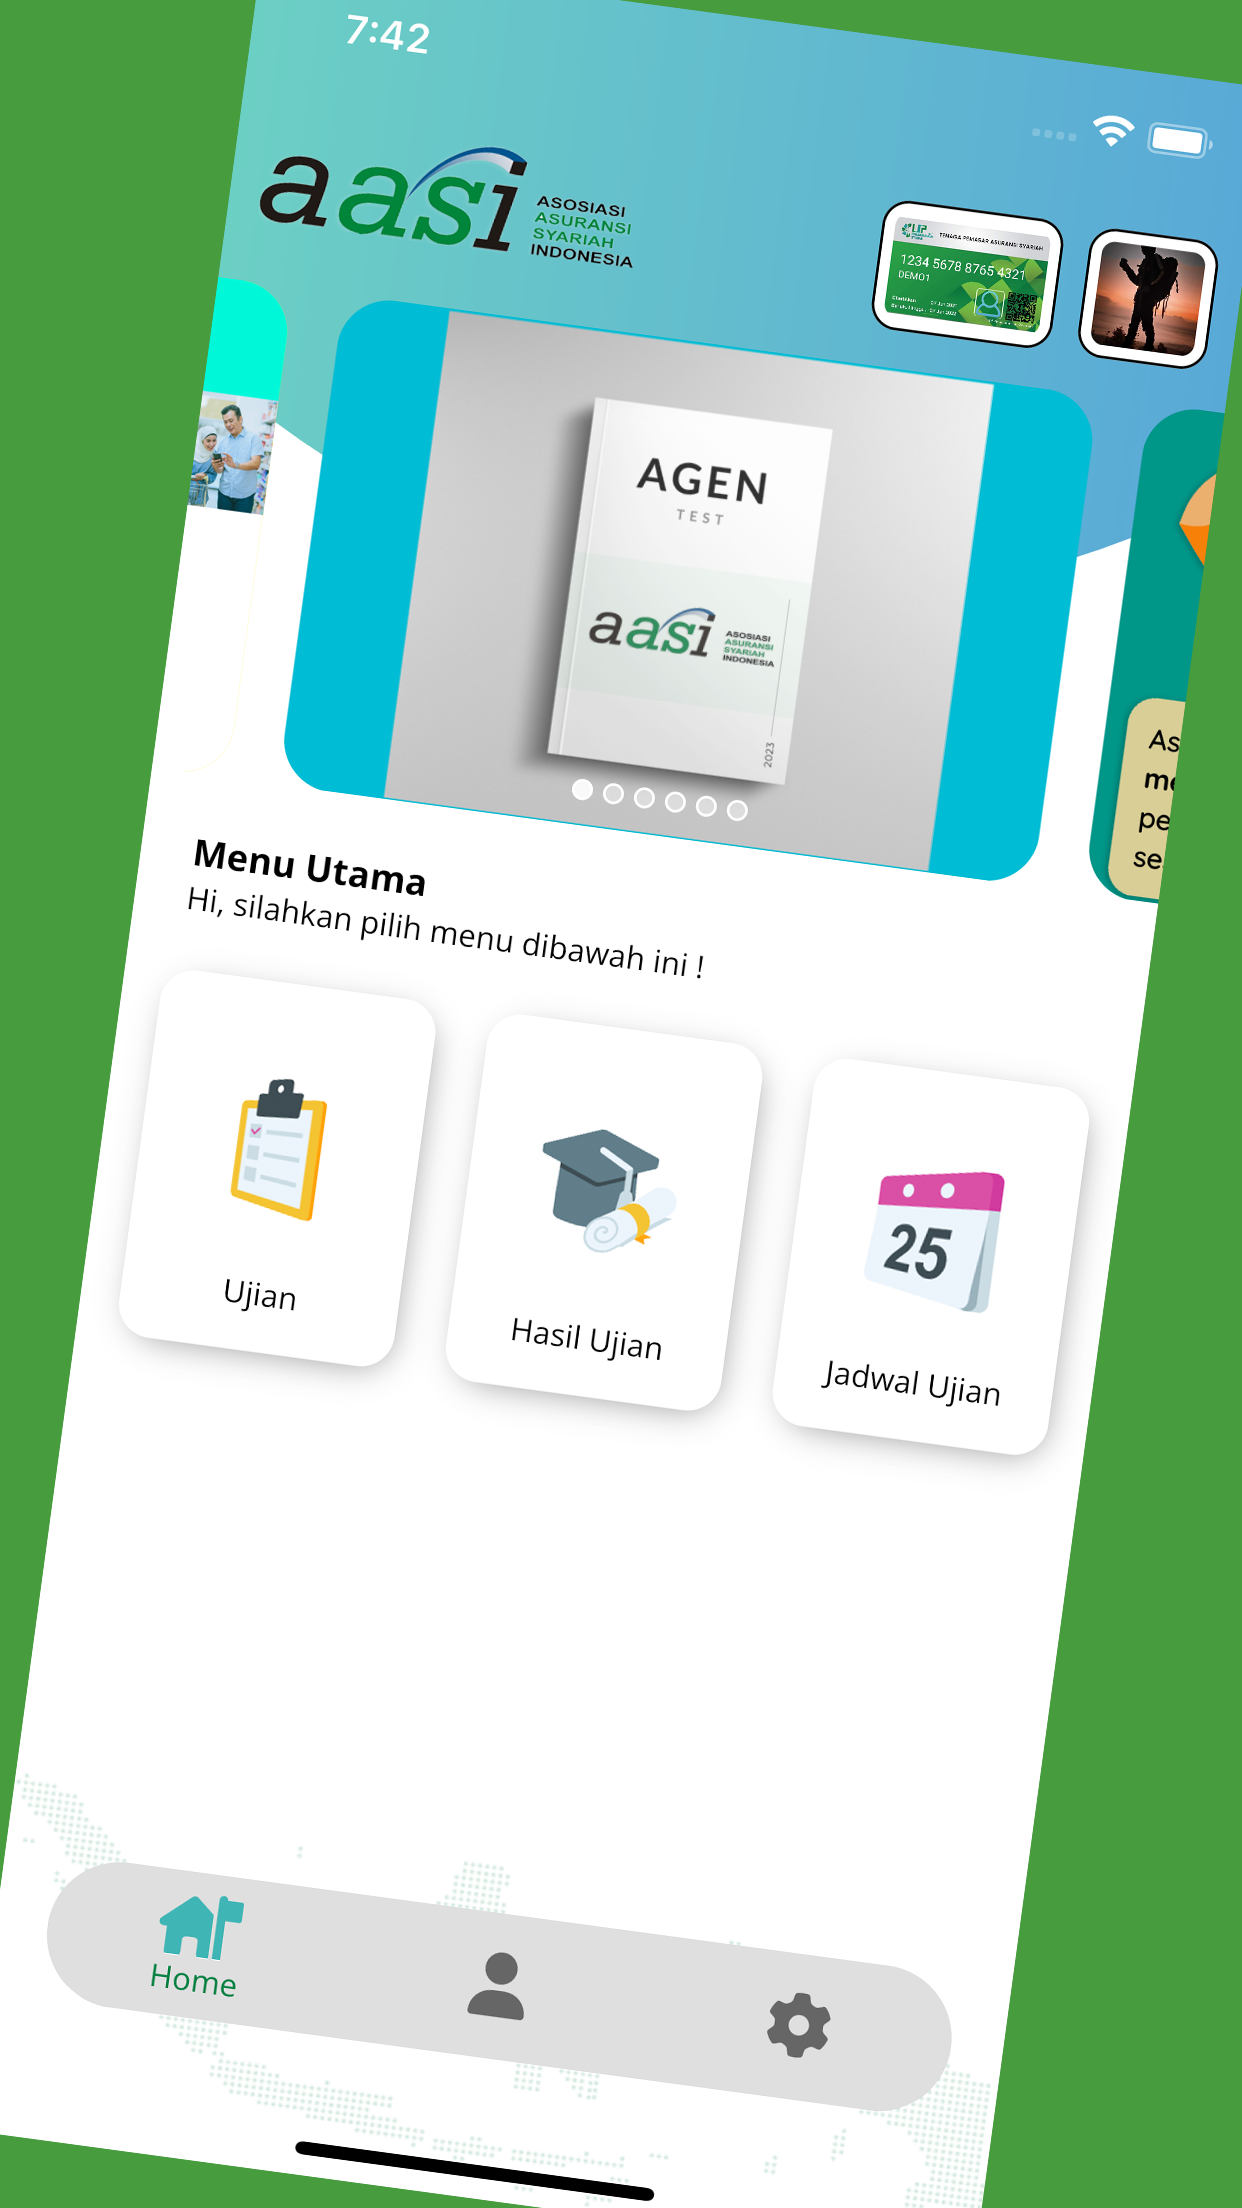 7:42
aasi
ASOSIASI
ASURANSI
SYARIAH
INDONESIA
TENAGA PEMASAR ASURANSI SYARIAH
1234 5678 8765 4321
DEMO1
AGEN
TEST
aasi
ASOSIASI
ASURANSI
SYARIAH
INDONESIA
2023
As
me
pe
se
Menu Utama
Hi, silahkan pilih menu dibawah ini !
25
Ujian
Hasil Ujian
Jadwal Ujian
Home